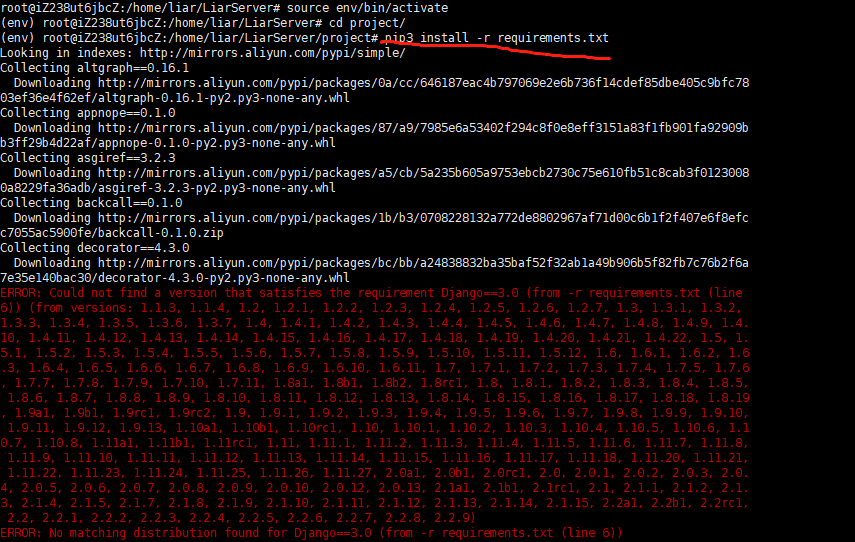 root@iZ238ut6jbcZ:/home/liar/LiarServer# source env/bin/activate
(env) root@iZ238ut6jbcZ:/home/liar/LiarServer# cd project/
(env) root@iZ238ut6jbcZ:/home/liar/LiarServer/project# pip3 install -r requirements.txt
Looking in indexes: http://mirrors.aliyun.com/pypi/simple/
Collecting altgraph==0.16.1
  Downloading http://mirrors.aliyun.com/pypi/packages/0a/cc/646187eac4b797069e2e6b736f14cdef85dbe405c9bfc78
03ef36e4f62ef/altgraph-0.16.1-py2.py3-none-any.whl
Collecting appnope==0.1.0
  Downloading http://mirrors.aliyun.com/pypi/packages/87/a9/7985e6a53402f294c8f0e8eff3151a83f1fb901fa92909b
b3ff29b4d22af/appnope-0.1.0-py2.py3-none-any.whl
Collecting asgiref==3.2.3
  Downloading http://mirrors.aliyun.com/pypi/packages/a5/cb/5a235b605a9753ebcb2730c75e610fb51c8cab3f0123008
0a8229fa36adb/asgiref-3.2.3-py2.py3-none-any.whl
Collecting backcall==0.1.0
  Downloading http://mirrors.aliyun.com/pypi/packages/1b/b3/0708228132a772de8802967af71d00c6b1f2f407e6f8efc
c7055ac5900fe/backcall-0.1.0.zip
Collecting decorator==4.3.0
  Downloading http://mirrors.aliyun.com/pypi/packages/bc/bb/a24838832ba35baf52f32ab1a49b906b5f82fb7c76b2f6a
7e35e140bac30/decorator-4.3.0-py2.py3-none-any.whl
ERROR: Could not find a version that satisfies the requirement Django==3.0 (from -r requirements.txt (line
6)) (from versions: 1.1.3, 1.1.4, 1.2, 1.2.1, 1.2.2, 1.2.3, 1.2.4, 1.2.5, 1.2.6, 1.2.7, 1.3, 1.3.1, 1.3.2,
1.3.3, 1.3.4, 1.3.5, 1.3.6, 1.3.7, 1.4, 1.4.1, 1.4.2, 1.4.3, 1.4.4, 1.4.5, 1.4.6, 1.4.7, 1.4.8, 1.4.9, 1.4.
10, 1.4.11, 1.4.12, 1.4.13, 1.4.14, 1.4.15, 1.4.16, 1.4.17, 1.4.18, 1.4.19, 1.4.20, 1.4.21, 1.4.22, 1.5, 1.
5.1, 1.5.2, 1.5.3, 1.5.4, 1.5.5, 1.5.6, 1.5.7, 1.5.8, 1.5.9, 1.5.10, 1.5.11, 1.5.12, 1.6, 1.6.1, 1.6.2, 1.6
.3, 1.6.4, 1.6.5, 1.6.6, 1.6.7, 1.6.8, 1.6.9, 1.6.10, 1.6.11, 1.7, 1.7.1, 1.7.2, 1.7.3, 1.7.4, 1.7.5, 1.7.6
, 1.7.7, 1.7.8, 1.7.9, 1.7.10, 1.7.11, 1.8a1, 1.8b1, 1.8b2, 1.8rc1, 1.8, 1.8.1, 1.8.2, 1.8.3, 1.8.4, 1.8.5,
 1.8.6, 1.8.7, 1.8.8, 1.8.9, 1.8.10, 1.8.11, 1.8.12, 1.8.13, 1.8.14, 1.8.15, 1.8.16, 1.8.17, 1.8.18, 1.8.19
, 1.9a1, 1.9b1, 1.9rc1, 1.9rc2, 1.9, 1.9.1, 1.9.2, 1.9.3, 1.9.4, 1.9.5, 1.9.6, 1.9.7, 1.9.8, 1.9.9, 1.9.10,
 1.9.11, 1.9.12, 1.9.13, 1.10a1, 1.10b1, 1.10rc1, 1.10, 1.10.1, 1.10.2, 1.10.3, 1.10.4, 1.10.5, 1.10.6, 1.1
0.7, 1.10.8, 1.11a1, 1.11b1, 1.11rc1, 1.11, 1.11.1, 1.11.2, 1.11.3, 1.11.4, 1.11.5, 1.11.6, 1.11.7, 1.11.8,
 1.11.9, 1.11.10, 1.11.11, 1.11.12, 1.11.13, 1.11.14, 1.11.15, 1.11.16, 1.11.17, 1.11.18, 1.11.20, 1.11.21,
 1.11.22, 1.11.23, 1.11.24, 1.11.25, 1.11.26, 1.11.27, 2.0a1, 2.0b1, 2.0rc1, 2.0, 2.0.1, 2.0.2, 2.0.3, 2.0.
4, 2.0.5, 2.0.6, 2.0.7, 2.0.8, 2.0.9, 2.0.10, 2.0.12, 2.0.13, 2.1a1, 2.1b1, 2.1rc1, 2.1, 2.1.1, 2.1.2, 2.1.
3, 2.1.4, 2.1.5, 2.1.7, 2.1.8, 2.1.9, 2.1.10, 2.1.11, 2.1.12, 2.1.13, 2.1.14, 2.1.15, 2.2a1, 2.2b1, 2.2rc1,
 2.2, 2.2.1, 2.2.2, 2.2.3, 2.2.4, 2.2.5, 2.2.6, 2.2.7, 2.2.8, 2.2.9)
ERROR: No matching distribution found for Django==3.0 (from -r requirements.txt (line 6))